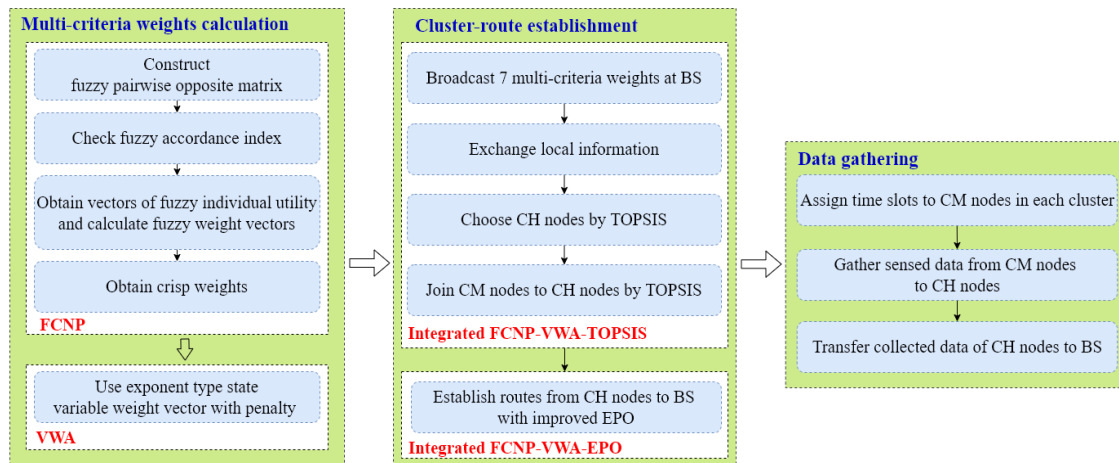 Multi-criteria weights calculation
Construct
fuzzy pairwise opposite matrix
Check fuzzy accordance index
Obtain vectors of fuzzy individual utility
and calculate fuzzy weight vectors
Obtain crisp weights
FCNP
Use exponent type state
variable weight vector with penalty
VWA
Cluster-route establishment
Broadcast 7 multi-criteria weights at BS
Exchange local information
Choose CH nodes by TOPSIS
Join CM nodes to CH nodes by TOPSIS
Integrated FCNP-VWA-TOPSIS
Establish routes from CH nodes to BS
with improved EPO
Integrated FCNP-VWA-EPO
Data gathering
Assign time slots to CM nodes in each cluster
Gather sensed data from CM nodes
to CH nodes
Transfer collected data of CH nodes to BS